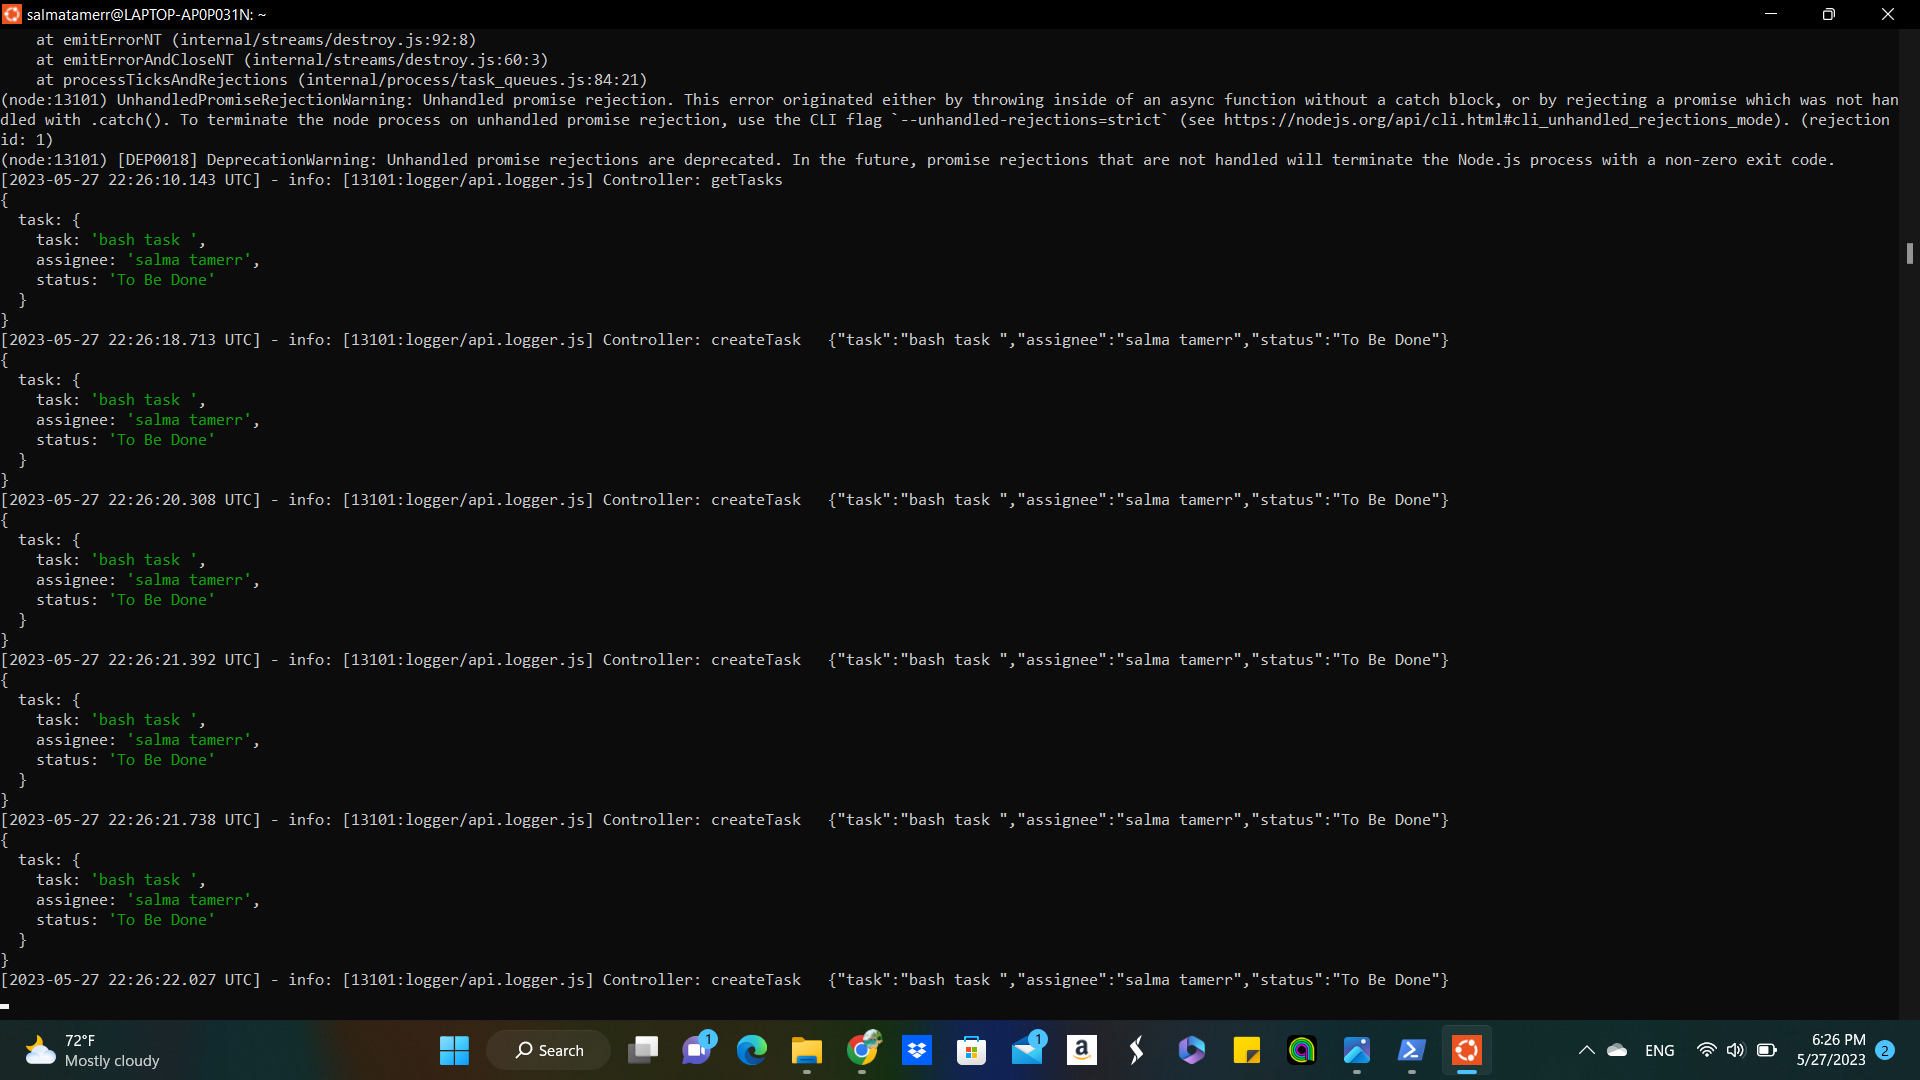 salmatamerr@LAPTOP-AP0P031N: ~
    at emitErrorNT (internal/streams/destroy.js:92:8)
    at emitErrorAndCloseNT (internal/streams/destroy.js:60:3)
    at processTicksAndRejections (internal/process/task_queues.js:84:21)
(node:13101) UnhandledPromiseRejectionWarning: Unhandled promise rejection. This error originated either by throwing inside of an async function without a catch block, or by rejecting a promise which was not han
dled with .catch(). To terminate the node process on unhandled promise rejection, use the CLI flag `--unhandled-rejections=strict` (see https://nodejs.org/api/cli.html#cli_unhandled_rejections_mode). (rejection
id: 1)
(node:13101) [DEP0018] DeprecationWarning: Unhandled promise rejections are deprecated. In the future, promise rejections that are not handled will terminate the Node.js process with a non-zero exit code.
[2023-05-27 22:26:10.143 UTC] - info: [13101:logger/api.logger.js] Controller: getTasks
{
  task: {
    task: 'bash task ',
    assignee: 'salma tamerr',
    status: 'To Be Done'
  }
}
[2023-05-27 22:26:18.713 UTC] - info: [13101:logger/api.logger.js] Controller: createTask   {"task":"bash task ","assignee":"salma tamerr","status":"To Be Done"}
{
  task: {
    task: 'bash task ',
    assignee: 'salma tamerr',
    status: 'To Be Done'
  }
}
[2023-05-27 22:26:20.308 UTC] - info: [13101:logger/api.logger.js] Controller: createTask   {"task":"bash task ","assignee":"salma tamerr","status":"To Be Done"}
{
  task: {
    task: 'bash task ',
    assignee: 'salma tamerr',
    status: 'To Be Done'
  }
}
[2023-05-27 22:26:21.392 UTC] - info: [13101:logger/api.logger.js] Controller: createTask   {"task":"bash task ","assignee":"salma tamerr","status":"To Be Done"}
{
  task: {
    task: 'bash task ',
    assignee: 'salma tamerr',
    status: 'To Be Done'
  }
}
[2023-05-27 22:26:21.738 UTC] - info: [13101:logger/api.logger.js] Controller: createTask   {"task":"bash task ","assignee":"salma tamerr","status":"To Be Done"}
{
  task: {
    task: 'bash task ',
    assignee: 'salma tamerr',
    status: 'To Be Done'
  }
}
[2023-05-27 22:26:22.027 UTC] - info: [13101:logger/api.logger.js] Controller: createTask   {"task":"bash task ","assignee":"salma tamerr","status":"To Be Done"}
72°F
Mostly cloudy
Search
1
1
a
ENG
6:26 PM
5/27/2023
2